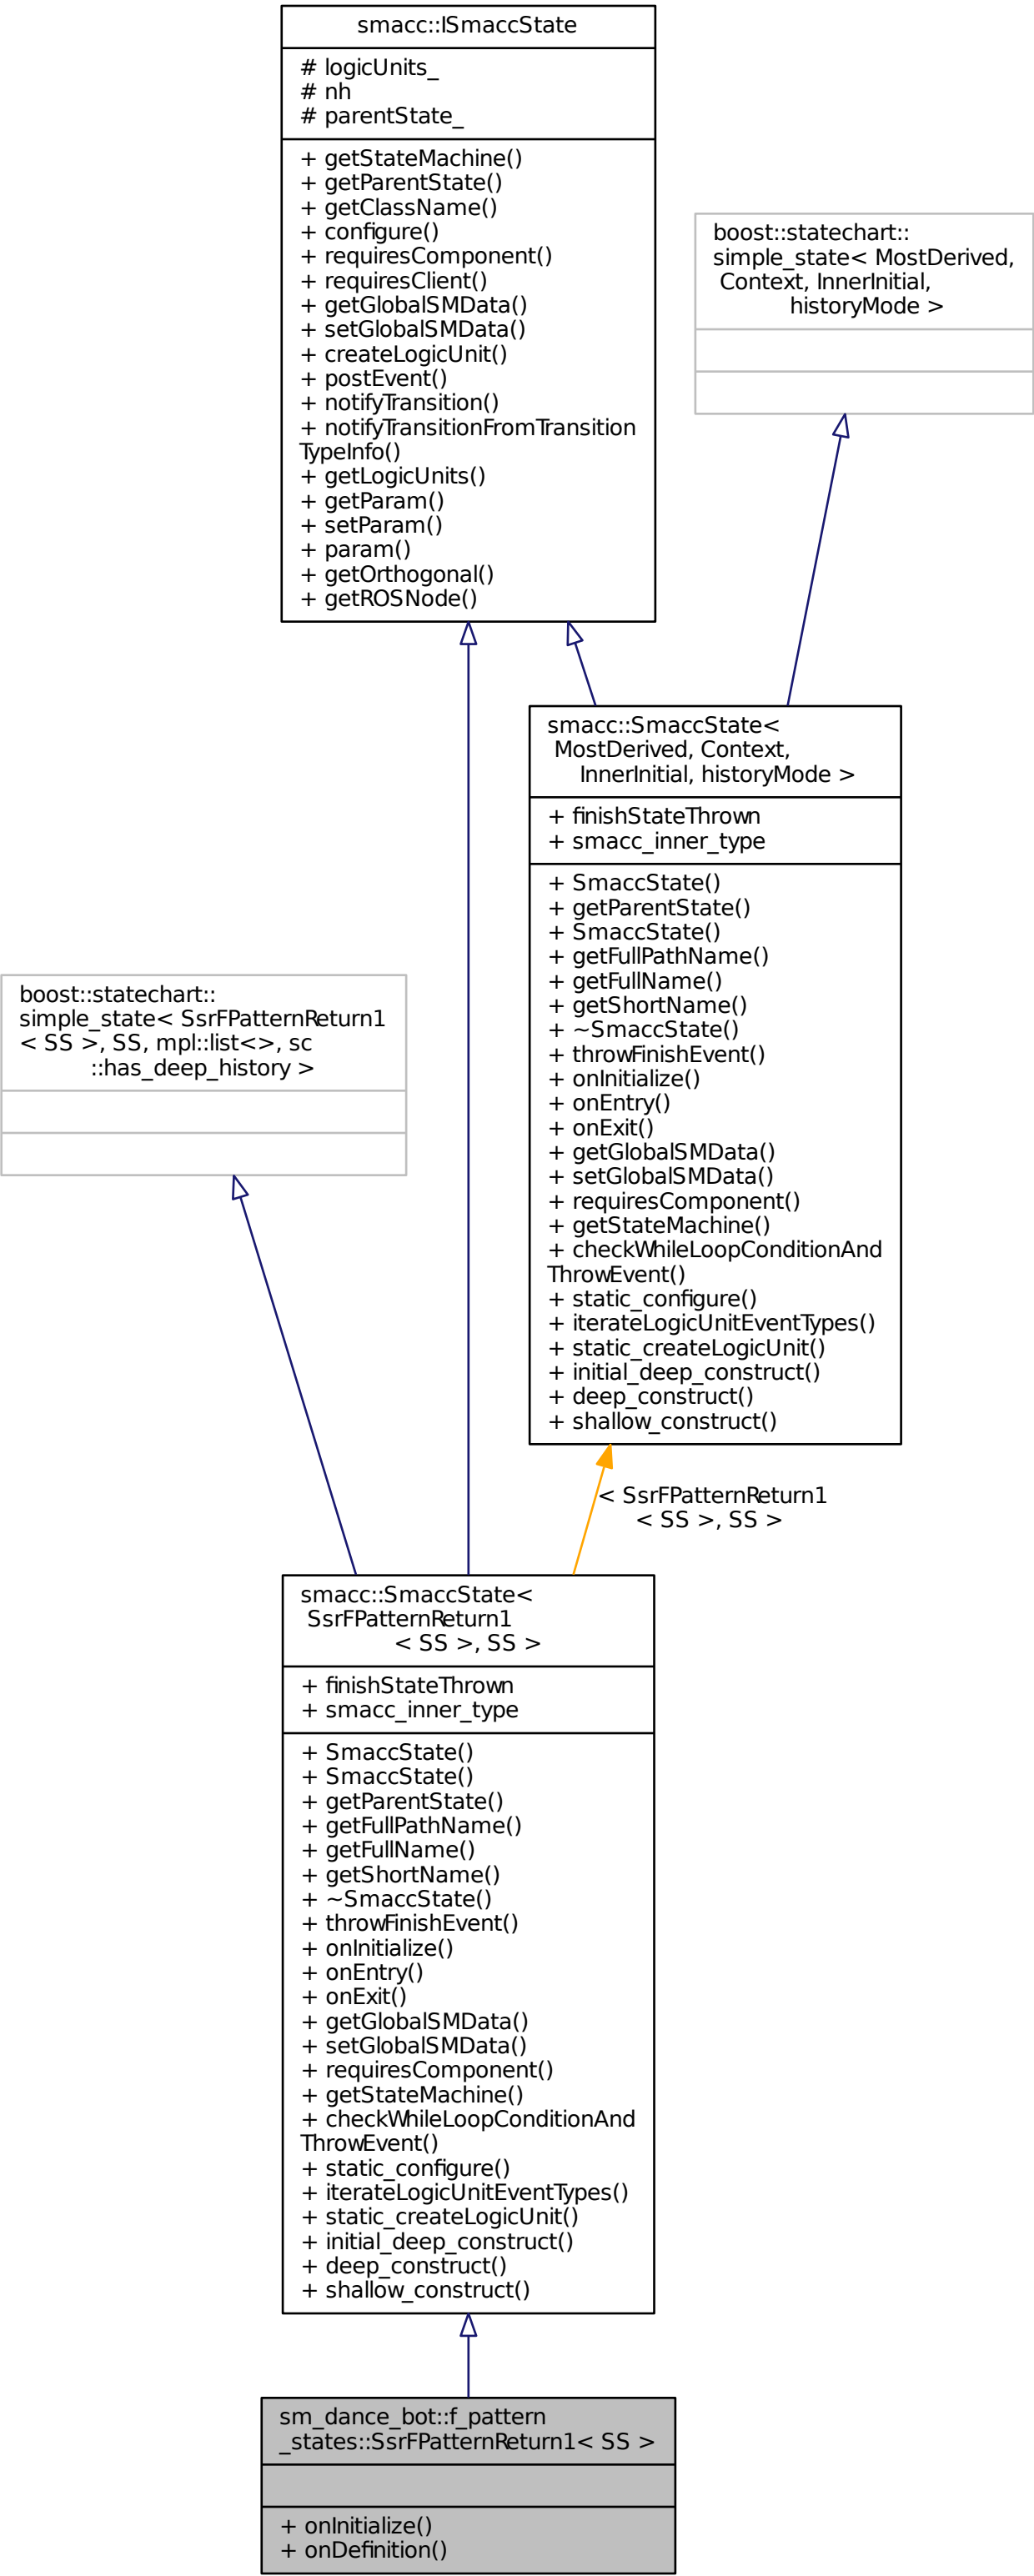 smacc::ISmaccState
# logicUnits_
# nh
# parentState_
+ getStateMachine()
+ getParentState()
+ getClassName()
+ configure()
+ requiresComponent()
+ requiresClient()
+ getGlobalSMData()
+ setGlobalSMData()
+ createLogicUnit()
+ postEvent()
+ notifyTransition()
+ notifyTransitionFromTransition
TypeInfo()
+ getLogicUnits()
+ getParam()
+ setParam()
+ param()
+ getOrthogonal()
+ getROSNode()
boost::statechart::
simple_state< MostDerived,
Context, InnerInitial,
historyMode >
smacc::SmaccState<
MostDerived, Context,
InnerInitial, historyMode >
+ finishStateThrown
+ smacc_inner_type
+ SmaccState()
+ getParentState()
+ SmaccState()
+ getFullPathName()
+ getFullName()
+ getShortName()
+ ~SmaccState()
+ throwFinishEvent()
+ onInitialize()
+ onEntry()
+ onExit()
+ getGlobalSMData()
+ setGlobalSMData()
+ requiresComponent()
+ getStateMachine()
+ checkWhileLoopConditionAnd
ThrowEvent()
+ static_configure()
+ iterateLogicUnitEventTypes()
+ static_createLogicUnit()
+ initial_deep_construct()
+ deep_construct()
+ shallow_construct()
boost::statechart::
simple_state< SsrFPatternReturn1
< SS >, SS, mpl::list<>, sc
::has_deep_history >
< SsrFPatternReturn1
< SS >, SS >
smacc::SmaccState<
SsrFPatternReturn1
< SS >, SS >
+ finishStateThrown
+ smacc_inner_type
+ SmaccState()
+ SmaccState()
+ getParentState()
+ getFullPathName()
+ getFullName()
+ getShortName()
+ ~SmaccState()
+ throwFinishEvent()
+ onInitialize()
+ onEntry()
+ onExit()
+ getGlobalSMData()
+ setGlobalSMData()
+ requiresComponent()
+ getStateMachine()
+ checkWhileLoopConditionAnd
ThrowEvent()
+ static_configure()
+ iterateLogicUnitEventTypes()
+ static_createLogicUnit()
+ initial_deep_construct()
+ deep_construct()
+ shallow_construct()
sm_dance_bot::f_pattern
_states::SsrFPatternReturn1< SS >
+ onInitialize()
+ onDefinition()